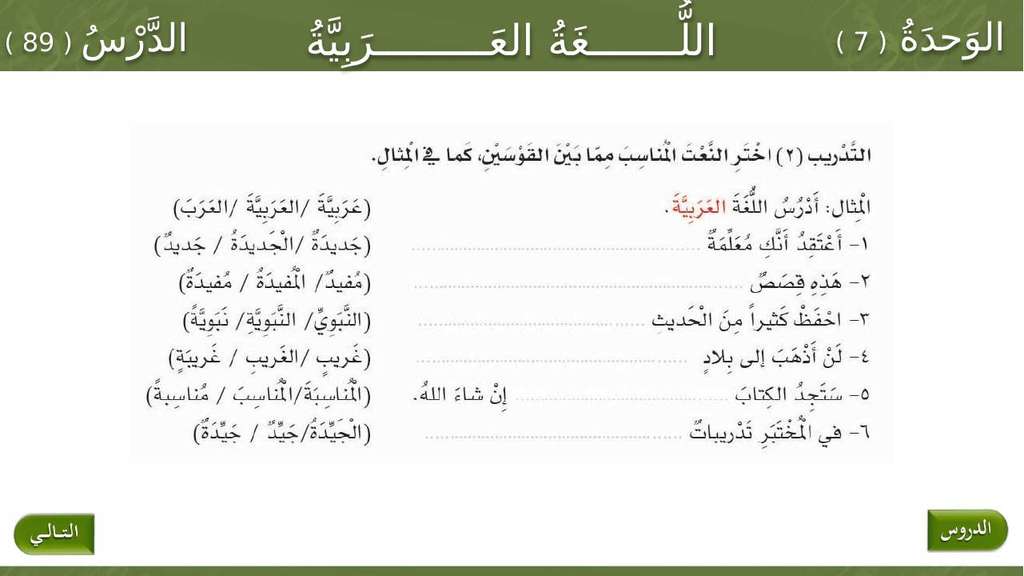 الوَحدَةُ ( 7 ) اللُّـــــــغَةُ العَــــــــــرَبِيَّةُ الدَّرْسُ ( 89 )
التَّدْريب (٢) اخْتَرِ النَّعْتَ الْمُناسِبَ مِمّا بَيْنَ القَوْسَيْنِ، كَما في الْمِثالِ.
الْمِثال: أَدْرُسُ اللُّغَةَ العَرَبِيَّةَ. (عَرَبِيَّةَ /العَرَبِيَّةَ /العَرَبَ)
١- أَعْتَقِدُ أَنَّكِ مُعَلِّمَةٌ .......................... (جَديدَةٌ /الْجَديدَةُ / جَديدٌ)
٢- هَذِهِ قِصَصٌ .......................... (مُفيدٌ/ الْمُفيدَةُ / مُفيدَةٌ)
٣- احْفَظْ كَثيراً مِنَ الْحَديثِ .......................... (النَّبَوِيِّ/ النَّبَوِيَّةِ/ نَبَوِيَّةً)
٤- لَنْ أَذْهَبَ إلى بِلادٍ .......................... (غَريبٍ /الغَريبِ / غَريبَةٍ)
٥- سَتَجِدُ الكِتابَ .......................... إنْ شاءَ اللهُ. (الْمُناسِبَةَ/الْمُناسِبَ / مُناسِبةً)
٦- في الْمُخْتَبَرِ تَدْريباتٌ .......................... (الْجَيِّدَةُ/جَيِّدٌ / جَيِّدَةٌ)
الدروس
التـالـي